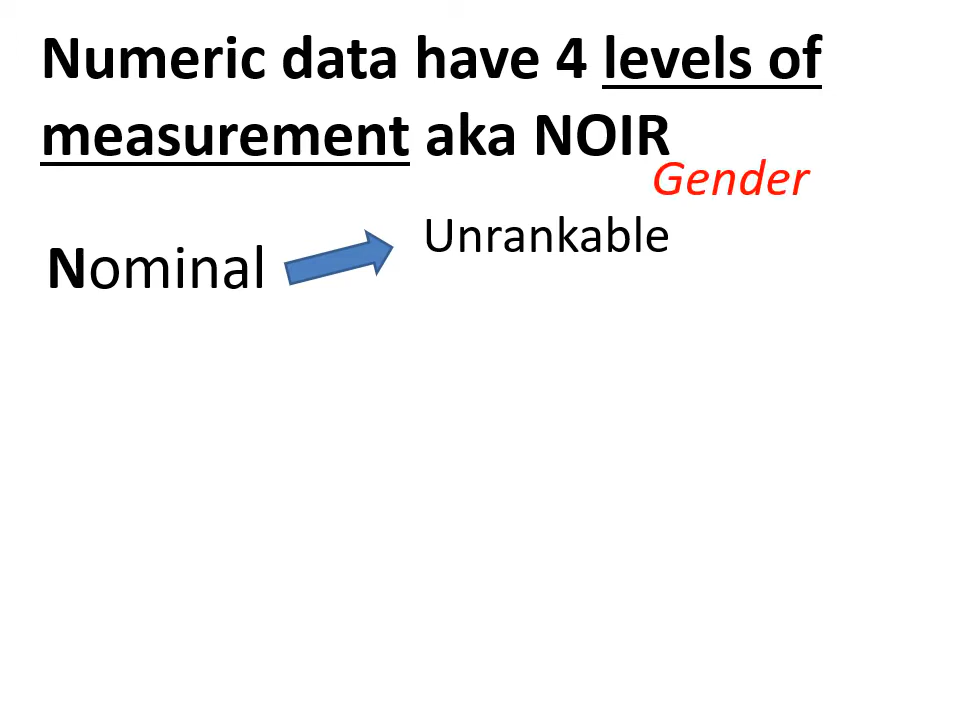 Numeric data have 4 levels of
measurement aka NOIR
Gender
Unrankable
Nominal